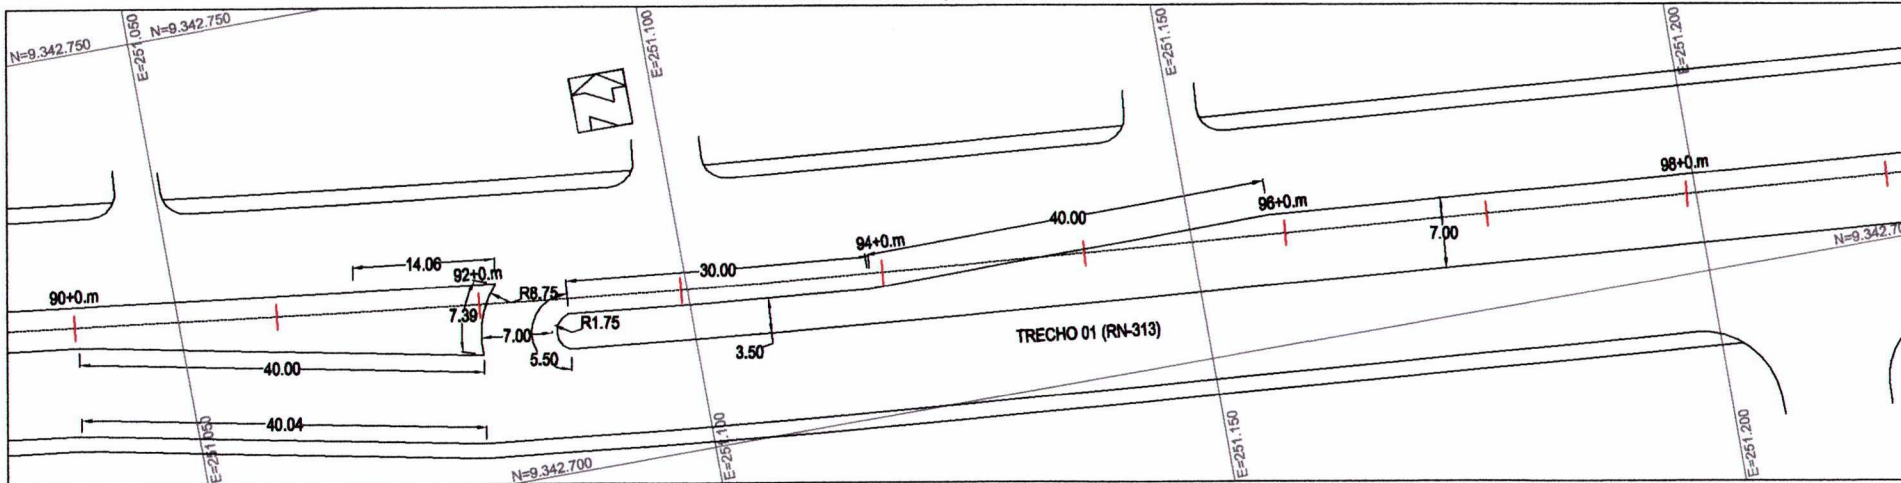 N=9.342.750
N=9.342.750
E=251.050
E=251.100
E=251.150
E=251.200
98+0.m
96+0.m
40.00
94+0.m
7.00
N=9.342.70
30.00
14.06
92+0.m
90+0.m
R8.75
7.39
R1.75
7.00
TRECHO 01 (RN-313)
5.50
3.50
40.00
40.04
E=251.050
E=251.100
E=251.150
E=251.200
N=9.342.700